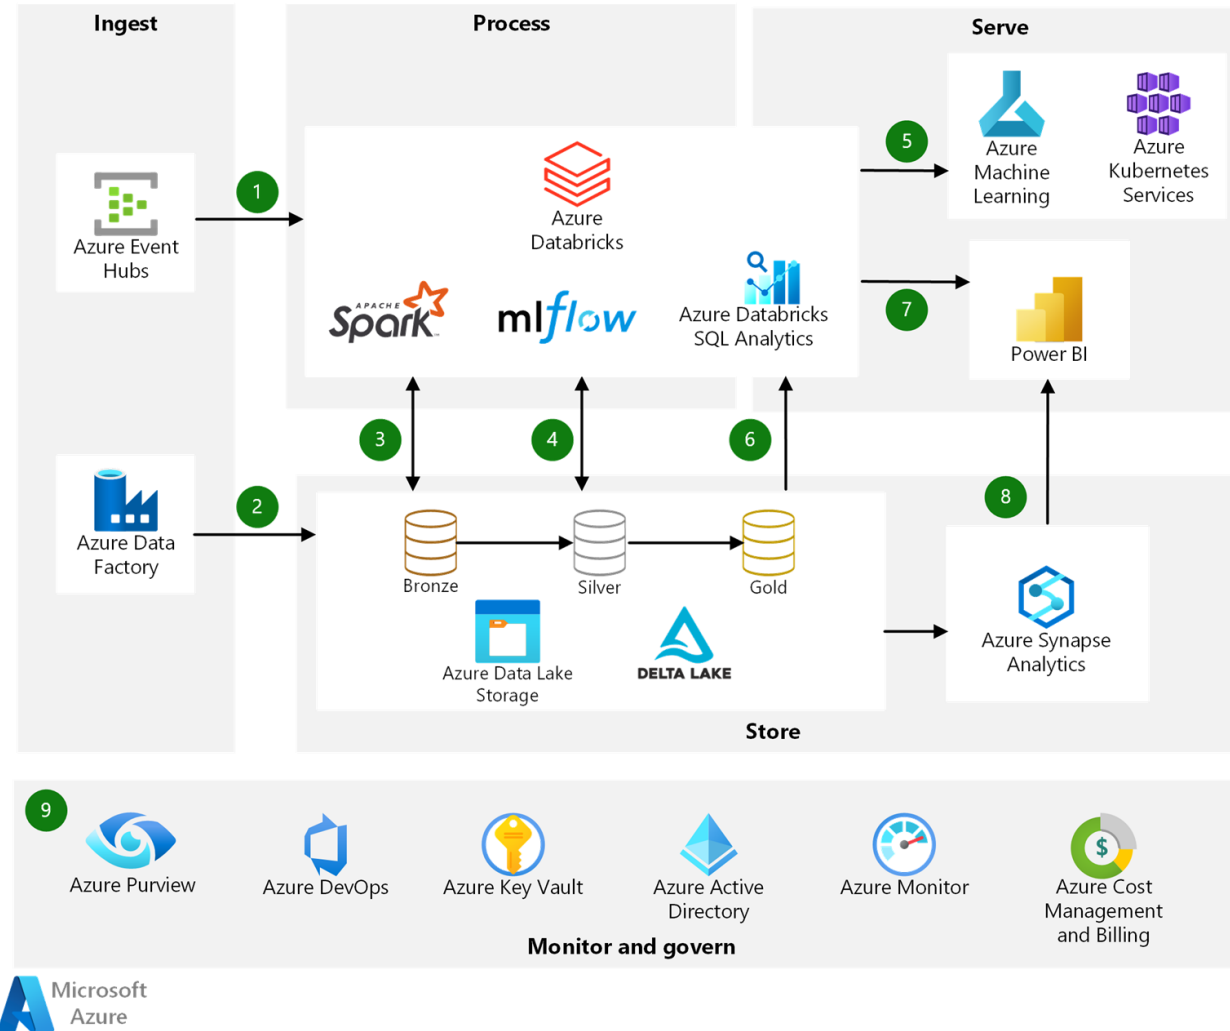 Ingest
Process
Serve
1
Azure Event
Hubs
Azure
Databricks
APACHE
Spark
mlflow
Azure Databricks
SQL Analytics
5
Azure
Machine
Learning
Azure
Kubernetes
Services
7
Power BI
3
4
6
8
2
Azure Data
Factory
Bronze
Silver
Gold
Azure Data Lake
Storage
DELTA LAKE
Azure Synapse
Analytics
Store
9
Azure Purview
Azure DevOps
Azure Key Vault
Azure Active
Directory
Azure Monitor
$
Azure Cost
Management
and Billing
Monitor and govern
Microsoft
Azure